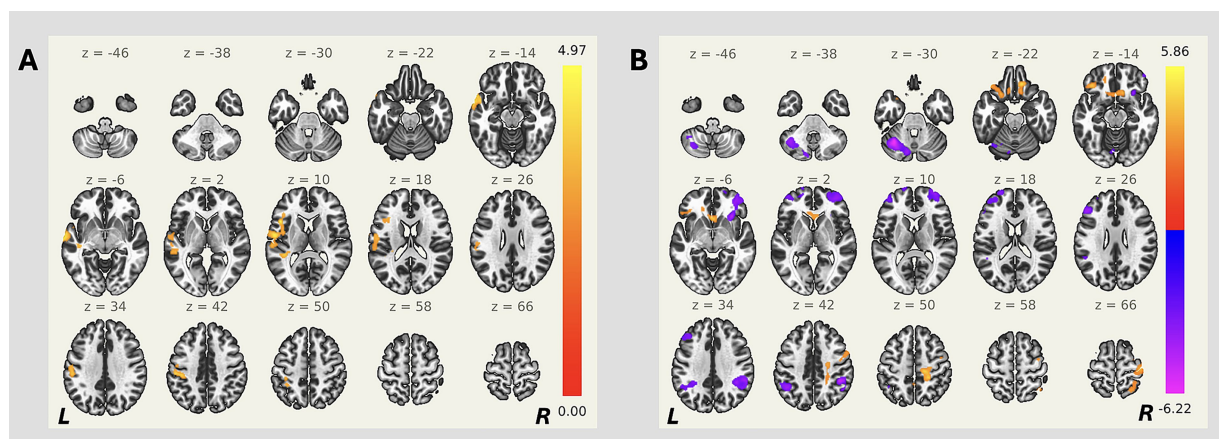 A
z = -46 z = -38 z = -30 z = -22 z = -14 4.97
z = -6 z = 2 z = 10 z = 18 z = 26
z = 34 z = 42 z = 50 z = 58 z = 66
L R 0.00
B
z = -46 z = -38 z = -30 z = -22 z = -14 5.86
z = -6 z = 2 z = 10 z = 18 z = 26
z = 34 z = 42 z = 50 z = 58 z = 66
L R -6.22